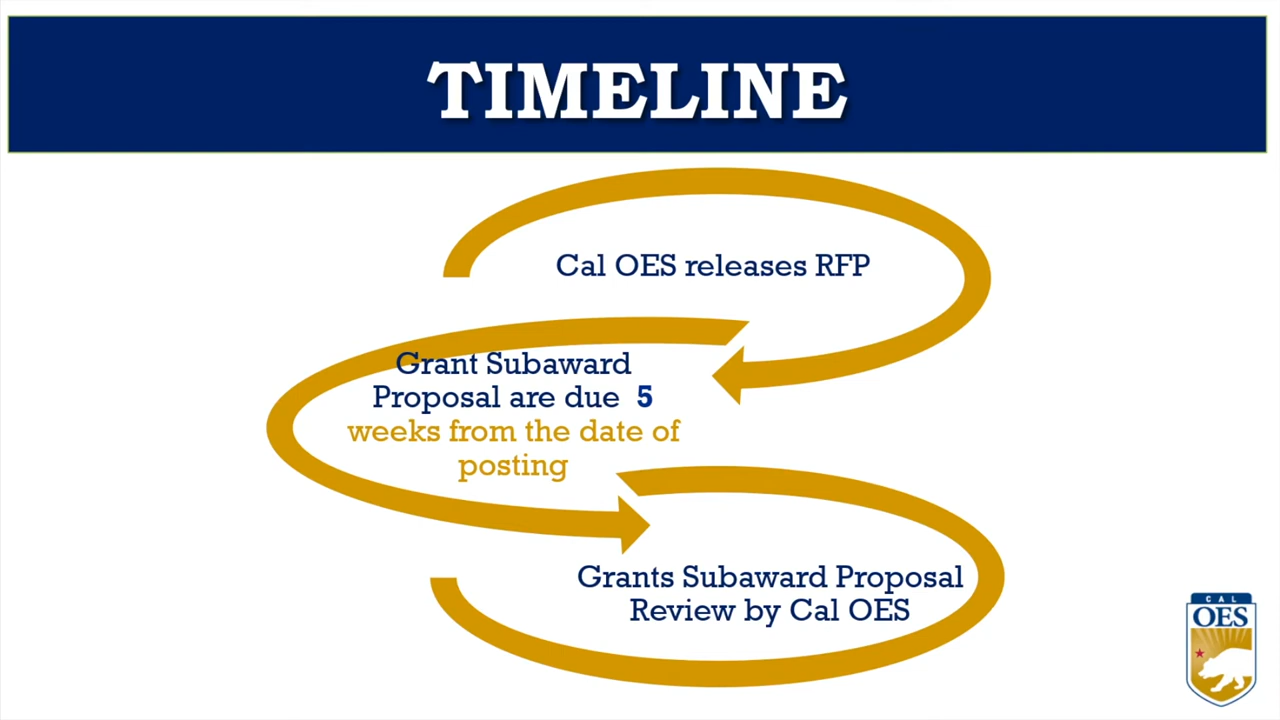 TIMELINE
Cal OES releases RFP
Grant Subaward
Proposal are due 5
weeks from the date of
posting
Grants Subaward Proposal
Review by Cal OES
CAL
OES